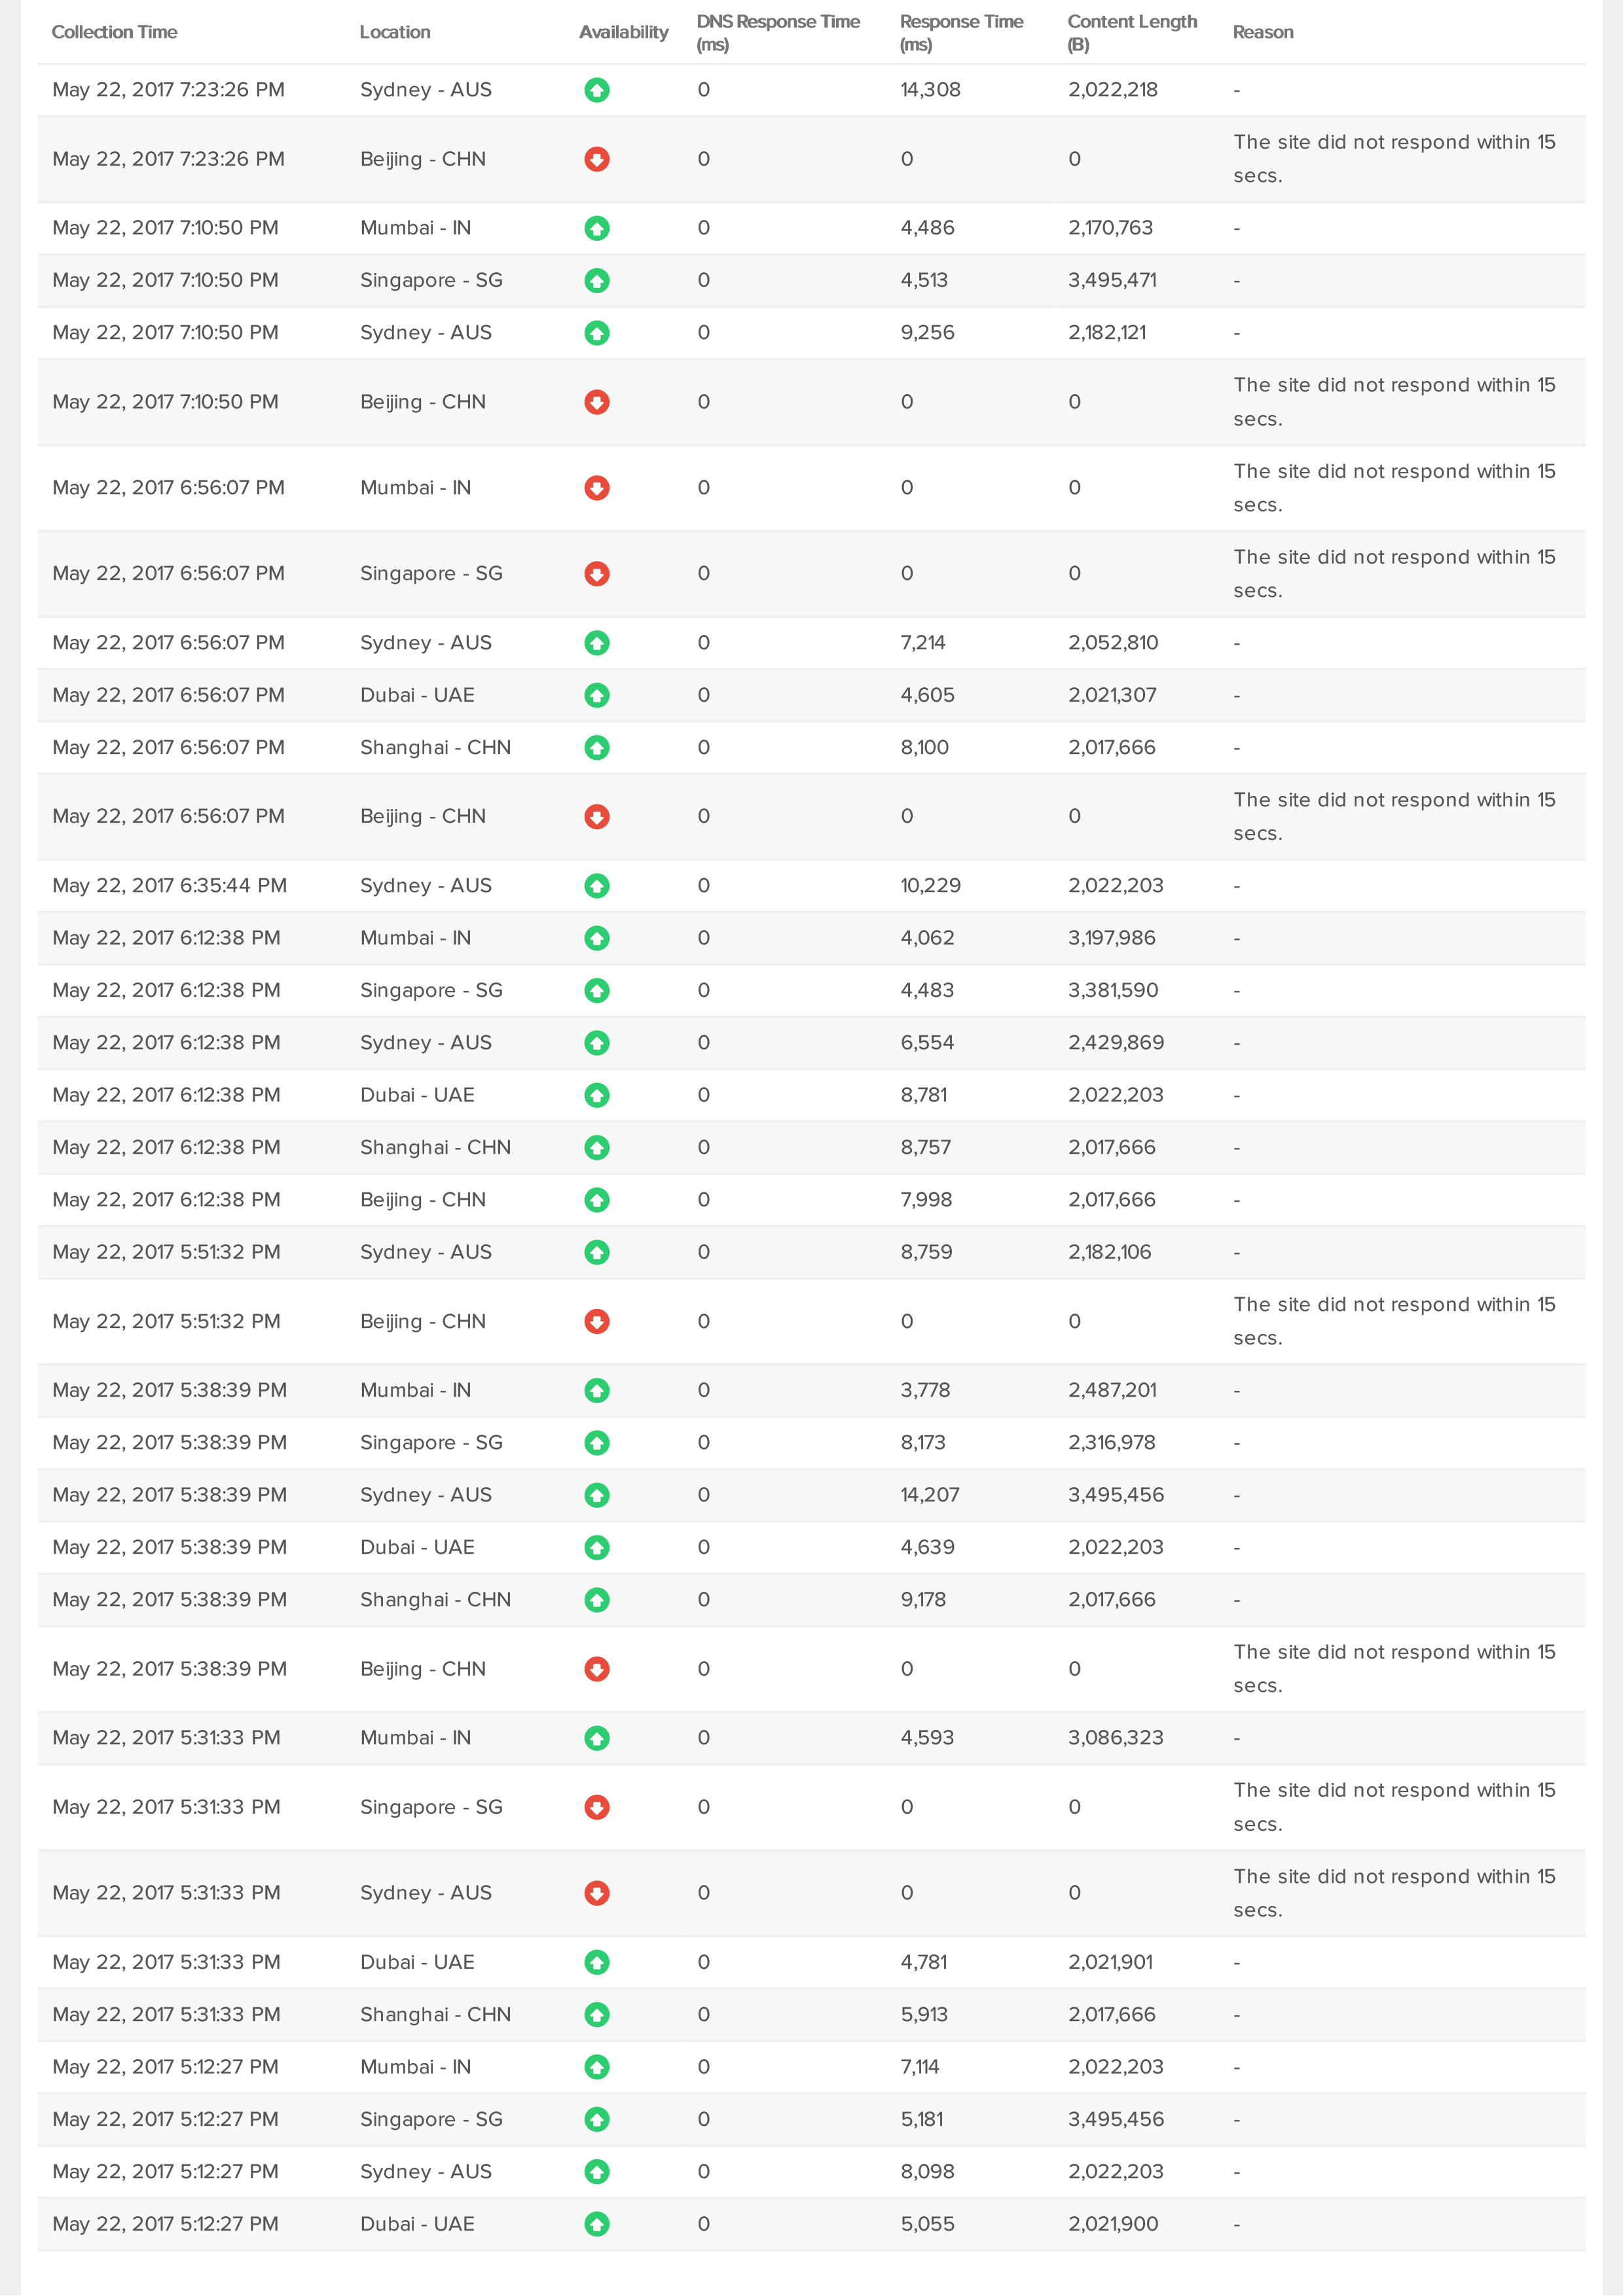 Collection Time Location Availability DNS Response Time (ms) Response Time (ms) Content Length (B) Reason
May 22, 2017 7:23:26 PM Sydney - AUS 0 14,308 2,022,218 -
May 22, 2017 7:23:26 PM Beijing - CHN 0 0 0 The site did not respond within 15 secs.
May 22, 2017 7:10:50 PM Mumbai - IN 0 4,486 2,170,763 -
May 22, 2017 7:10:50 PM Singapore - SG 0 4,513 3,495,471 -
May 22, 2017 7:10:50 PM Sydney - AUS 0 9,256 2,182,121 -
May 22, 2017 7:10:50 PM Beijing - CHN 0 0 0 The site did not respond within 15 secs.
May 22, 2017 6:56:07 PM Mumbai - IN 0 0 0 The site did not respond within 15 secs.
May 22, 2017 6:56:07 PM Singapore - SG 0 0 0 The site did not respond within 15 secs.
May 22, 2017 6:56:07 PM Sydney - AUS 0 7,214 2,052,810 -
May 22, 2017 6:56:07 PM Dubai - UAE 0 4,605 2,021,307 -
May 22, 2017 6:56:07 PM Shanghai - CHN 0 8,100 2,017,666 -
May 22, 2017 6:56:07 PM Beijing - CHN 0 0 0 The site did not respond within 15 secs.
May 22, 2017 6:35:44 PM Sydney - AUS 0 10,229 2,022,203 -
May 22, 2017 6:12:38 PM Mumbai - IN 0 4,062 3,197,986 -
May 22, 2017 6:12:38 PM Singapore - SG 0 4,483 3,381,590 -
May 22, 2017 6:12:38 PM Sydney - AUS 0 6,554 2,429,869 -
May 22, 2017 6:12:38 PM Dubai - UAE 0 8,781 2,022,203 -
May 22, 2017 6:12:38 PM Shanghai - CHN 0 8,757 2,017,666 -
May 22, 2017 6:12:38 PM Beijing - CHN 0 7,998 2,017,666 -
May 22, 2017 5:51:32 PM Sydney - AUS 0 8,759 2,182,106 -
May 22, 2017 5:51:32 PM Beijing - CHN 0 0 0 The site did not respond within 15 secs.
May 22, 2017 5:38:39 PM Mumbai - IN 0 3,778 2,487,201 -
May 22, 2017 5:38:39 PM Singapore - SG 0 8,173 2,316,978 -
May 22, 2017 5:38:39 PM Sydney - AUS 0 14,207 3,495,456 -
May 22, 2017 5:38:39 PM Dubai - UAE 0 4,639 2,022,203 -
May 22, 2017 5:38:39 PM Shanghai - CHN 0 9,178 2,017,666 -
May 22, 2017 5:38:39 PM Beijing - CHN 0 0 0 The site did not respond within 15 secs.
May 22, 2017 5:31:33 PM Mumbai - IN 0 4,593 3,086,323 -
May 22, 2017 5:31:33 PM Singapore - SG 0 0 0 The site did not respond within 15 secs.
May 22, 2017 5:31:33 PM Sydney - AUS 0 0 0 The site did not respond within 15 secs.
May 22, 2017 5:31:33 PM Dubai - UAE 0 4,781 2,021,901 -
May 22, 2017 5:31:33 PM Shanghai - CHN 0 5,913 2,017,666 -
May 22, 2017 5:12:27 PM Mumbai - IN 0 7,114 2,022,203 -
May 22, 2017 5:12:27 PM Singapore - SG 0 5,181 3,495,456 -
May 22, 2017 5:12:27 PM Sydney - AUS 0 8,098 2,022,203 -
May 22, 2017 5:12:27 PM Dubai - UAE 0 5,055 2,021,900 -